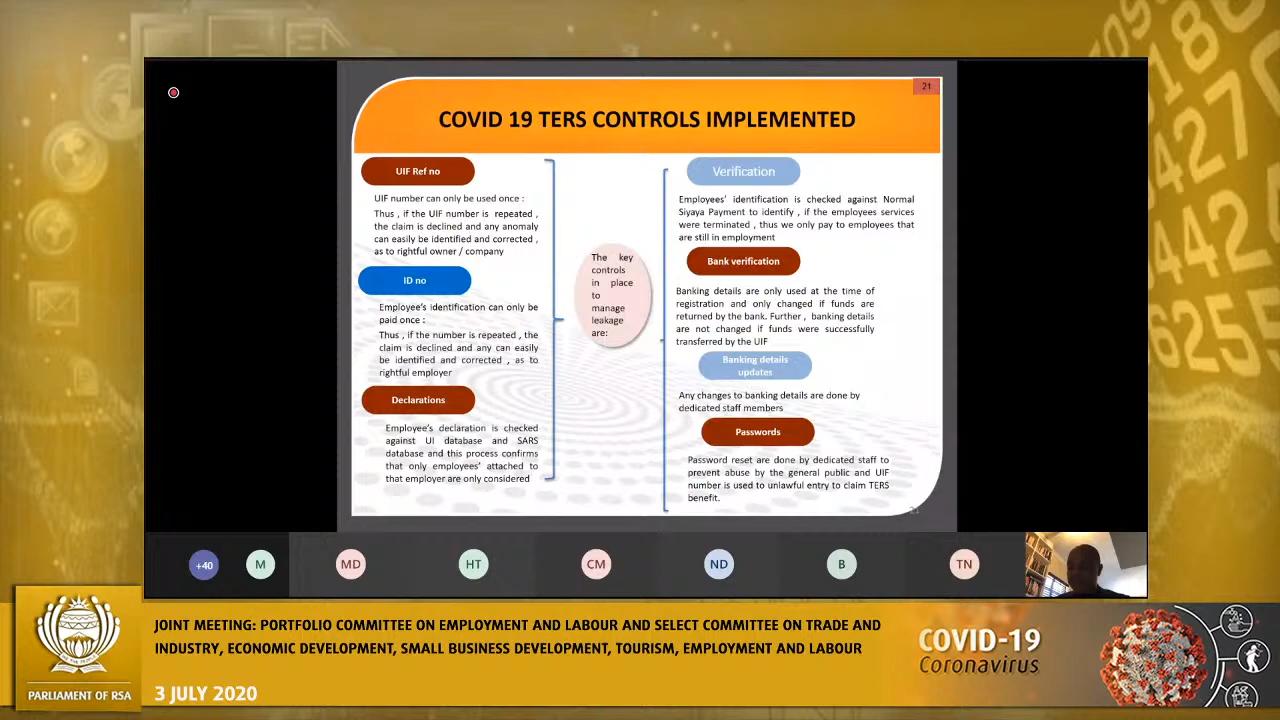 21
COVID 19 TERS CONTROLS IMPLEMENTED
UIF Ref no
UIF number can only be used once :
Thus , if the UIF number is repeated ,
the claim is declined and any anomaly
can easily be identified and corrected ,
as to rightful owner / company
ID no
Employee's identification can only be
paid once :
Thus , if the number is repeated , the
claim is declined and any can easily
be identified and corrected , as to
rightful employer
Declarations
Employee's declaration is checked
against UI database and SARS
database and this process confirms
that only employees' attached to
that employer are only considered
The key
controls
in place
to
manage
leakage
are:
Verification
Employees' identification is checked against Normal
Siyaya Payment to identify , if the employees services
were terminated , thus we only pay to employees that
are still in employment
Bank verification
Banking details are only used at the time of
registration and only changed if funds are
returned by the bank. Further , banking details
are not changed if funds were successfully
transferred by the UIF
Banking details
updates
Any changes to banking details are done by
dedicated staff members
Passwords
Password reset are done by dedicated staff to
prevent abuse by the general public and UIF
number is used to unlawful entry to claim TERS
benefit.
21
+40
M
MD
HT
CM
ND
B
TN
JOINT MEETING: PORTFOLIO COMMITTEE ON EMPLOYMENT AND LABOUR AND SELECT COMMITTEE ON TRADE AND
INDUSTRY, ECONOMIC DEVELOPMENT, SMALL BUSINESS DEVELOPMENT, TOURISM, EMPLOYMENT AND LABOUR
3 JULY 2020
PARLIAMENT OF RSA
COVID-19
Coronavirus